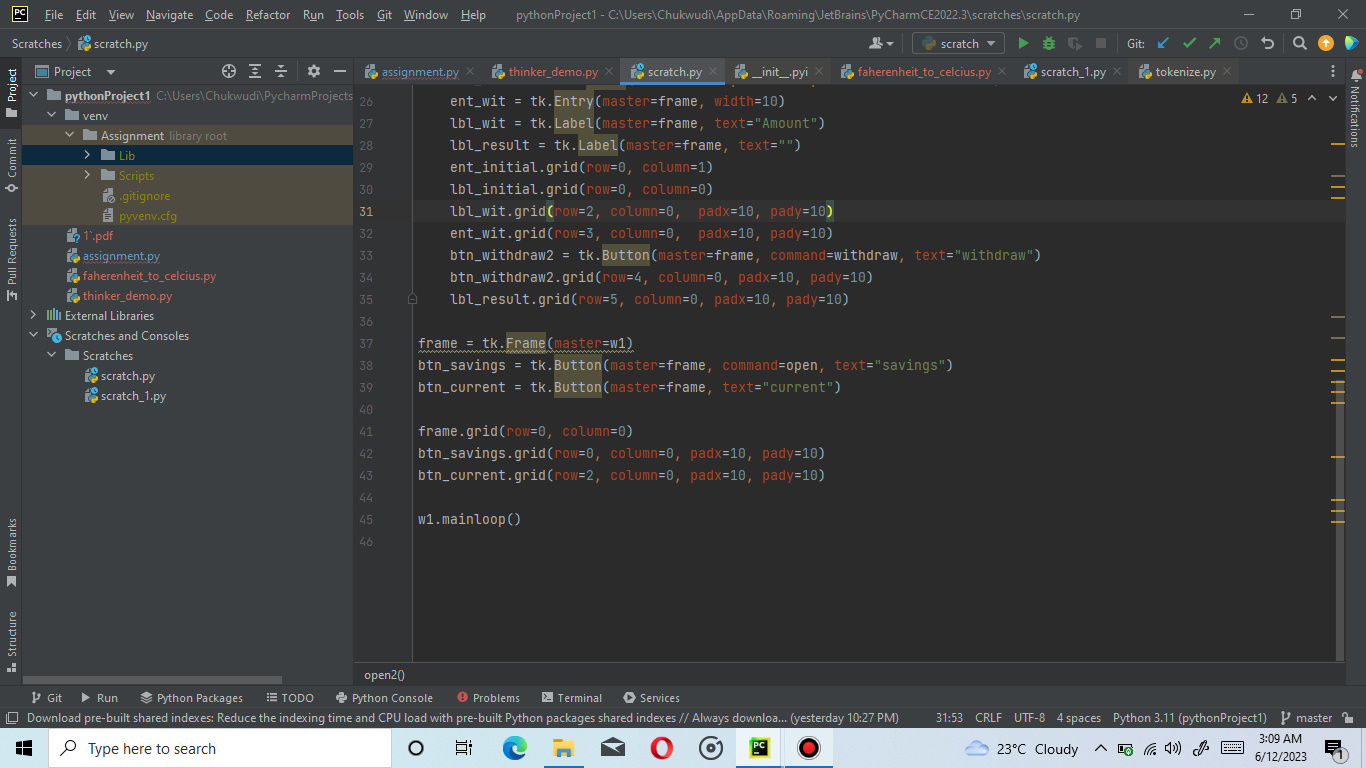 File Edit View Navigate Code Refactor Run Tools Git Window Help pythonProject1 - C:\Users\Chukwudi\AppData\Roaming\JetBrains\PyCharmCE2022.3\scratches\scratch.py
Scratches scratch.py scratch Git:
Project assignment.py thinker_demo.py scratch.py __init__.pyi faherenheit_to_celcius.py scratch_1.py tokenize.py
Project
Commit
Pull Requests
Bookmarks
Structure
Notifications
pythonProject1 C:\Users\Chukwudi\PycharmProjects
venv
Assignment library root
Lib
Scripts
.gitignore
pyvenv.cfg
1`.pdf
assignment.py
faherenheit_to_celcius.py
thinker_demo.py
External Libraries
Scratches and Consoles
Scratches
scratch.py
scratch_1.py
12 5
26 ent_wit = tk.Entry(master=frame, width=10)
27 lbl_wit = tk.Label(master=frame, text="Amount")
28 lbl_result = tk.Label(master=frame, text="")
29 ent_initial.grid(row=0, column=1)
30 lbl_initial.grid(row=0, column=0)
31 lbl_wit.grid(row=2, column=0,  padx=10, pady=10)
32 ent_wit.grid(row=3, column=0,  padx=10, pady=10)
33 btn_withdraw2 = tk.Button(master=frame, command=withdraw, text="withdraw")
34 btn_withdraw2.grid(row=4, column=0, padx=10, pady=10)
35 lbl_result.grid(row=5, column=0, padx=10, pady=10)
36
37 frame = tk.Frame(master=w1)
38 btn_savings = tk.Button(master=frame, command=open, text="savings")
39 btn_current = tk.Button(master=frame, text="current")
40
41 frame.grid(row=0, column=0)
42 btn_savings.grid(row=0, column=0, padx=10, pady=10)
43 btn_current.grid(row=2, column=0, padx=10, pady=10)
44
45 w1.mainloop()
46
open2()
Git Run Python Packages TODO Python Console Problems Terminal Services
Download pre-built shared indexes: Reduce the indexing time and CPU load with pre-built Python packages shared indexes // Always downloa... (yesterday 10:27 PM) 31:53 CRLF UTF-8 4 spaces Python 3.11 (pythonProject1) master
Type here to search 23°C Cloudy 3:09 AM
6/12/2023 1